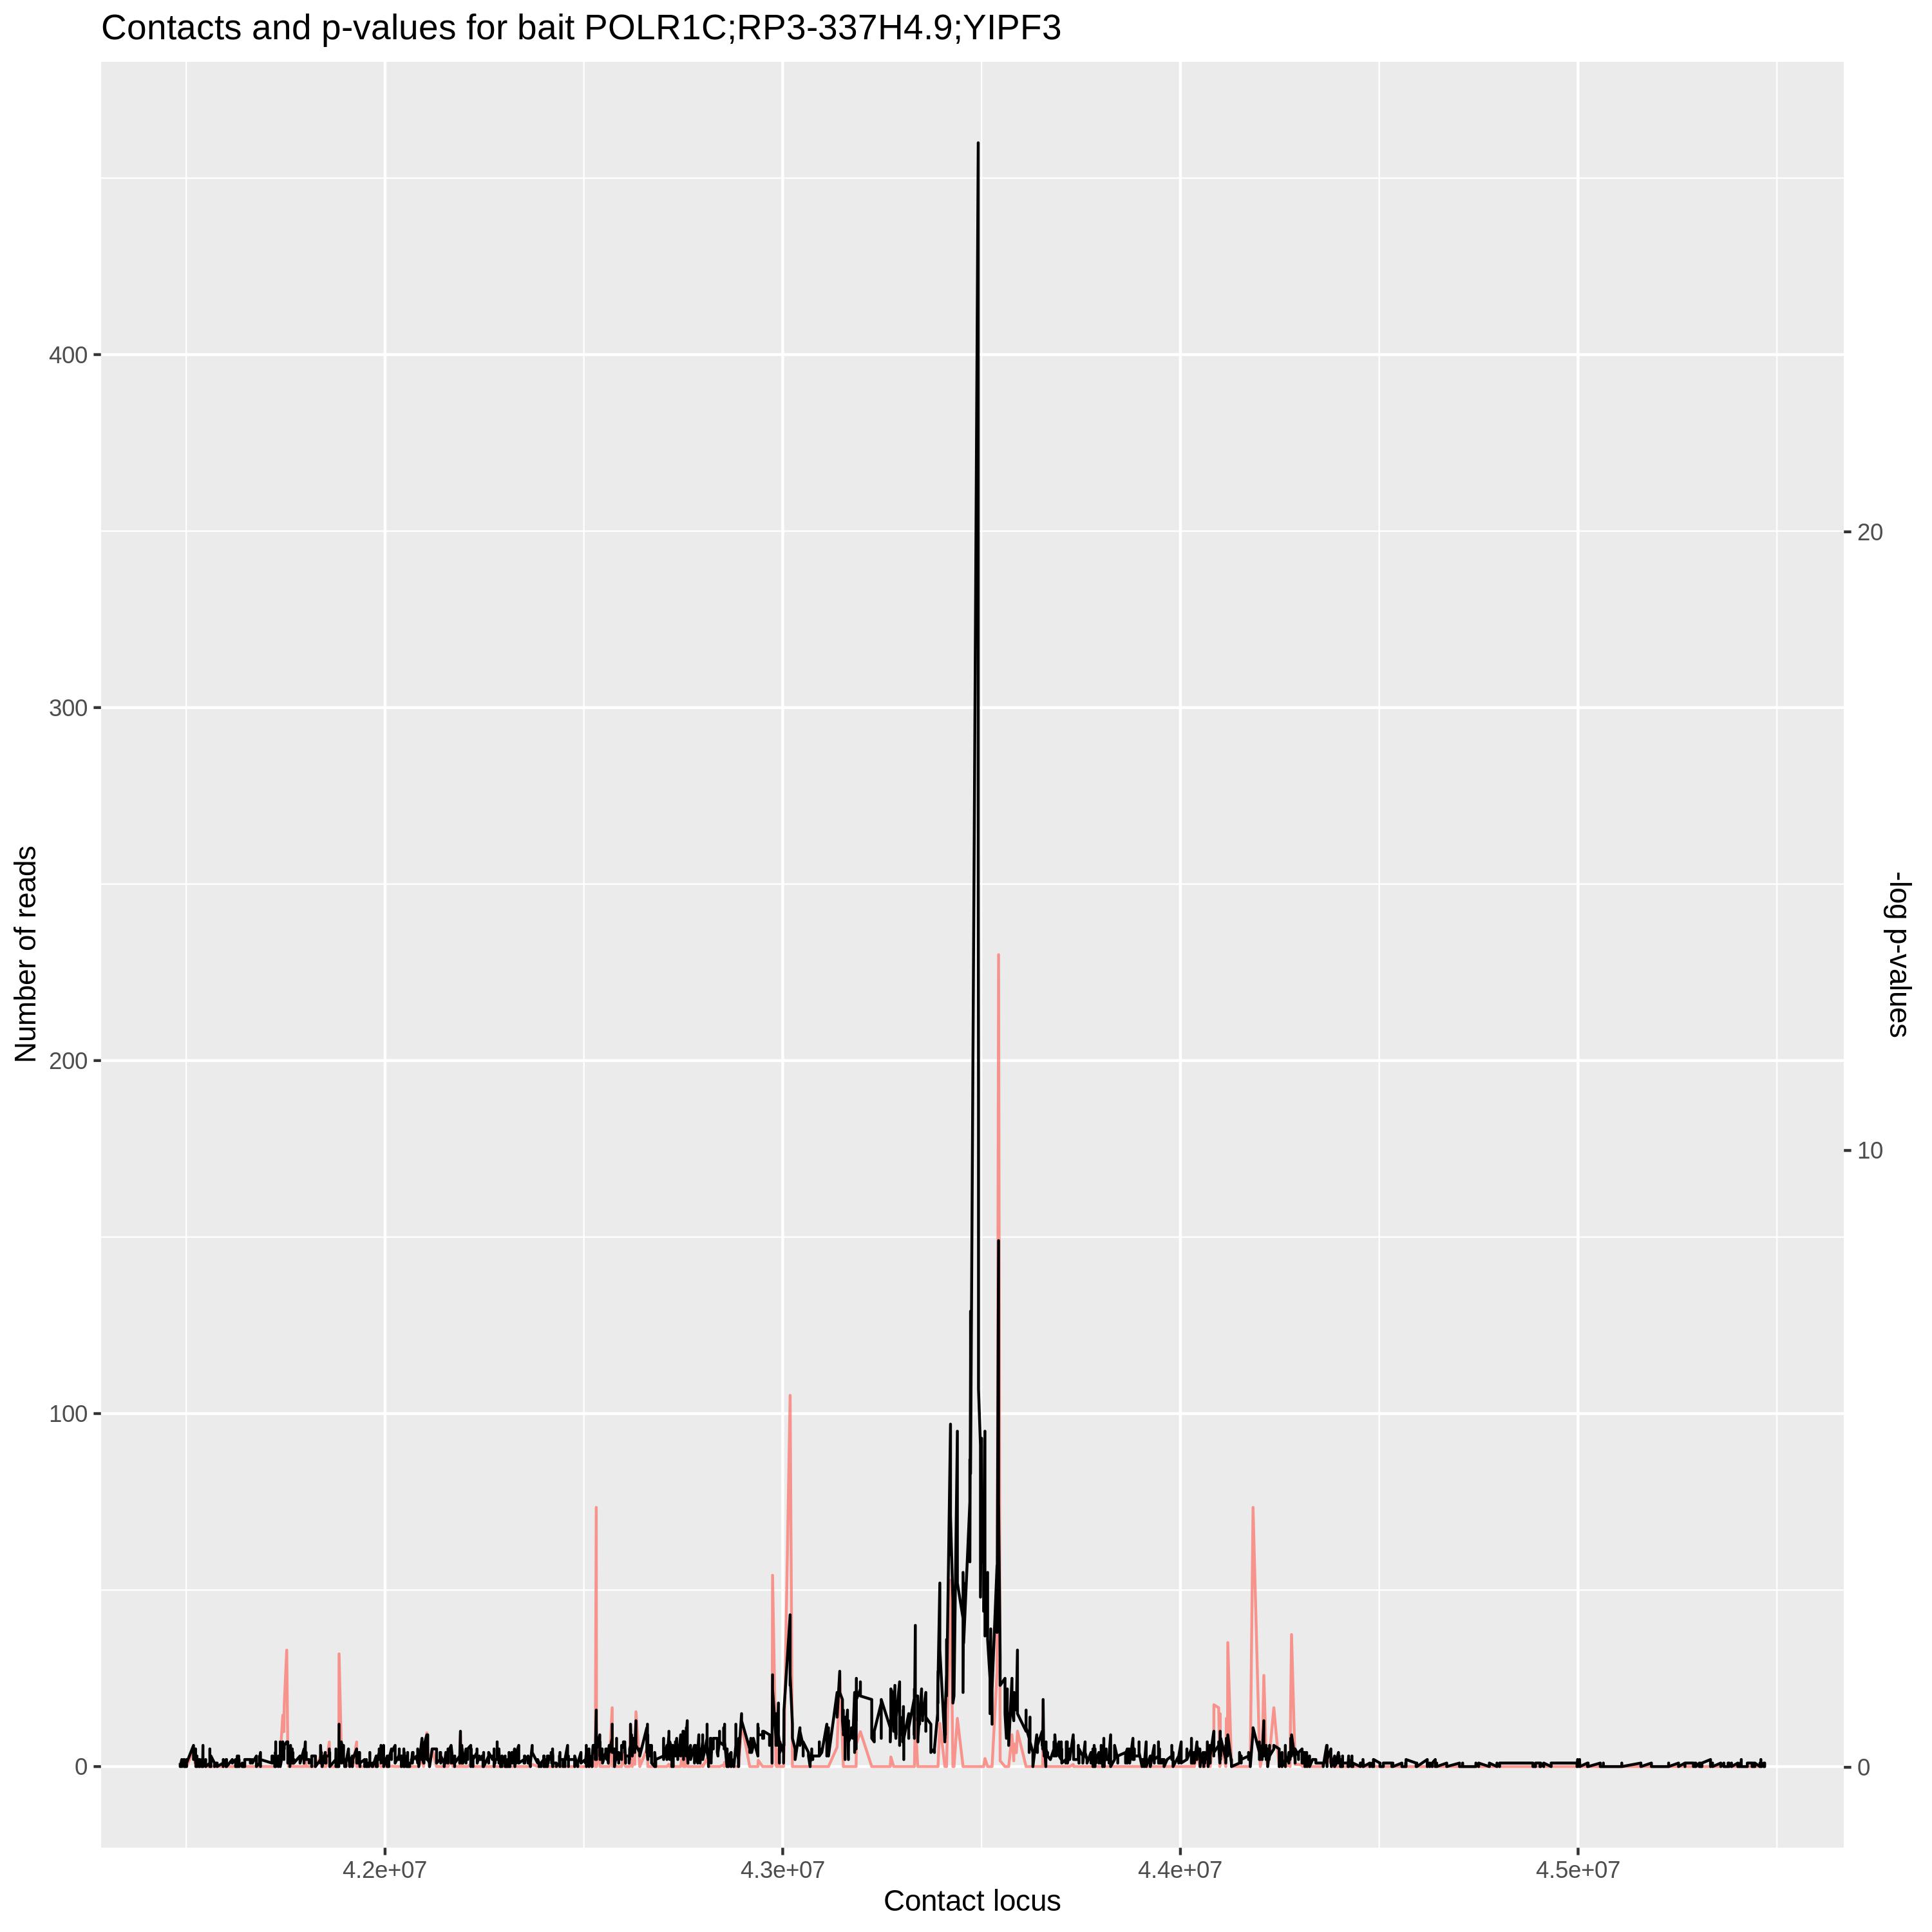 Contacts and p-values for bait POLR1C;RP3-337H4.9;YIPF3
Number of reads
400
300
200
100
0
20
10
0
-log p-values
4.2e+07 4.3e+07 4.4e+07 4.5e+07
Contact locus